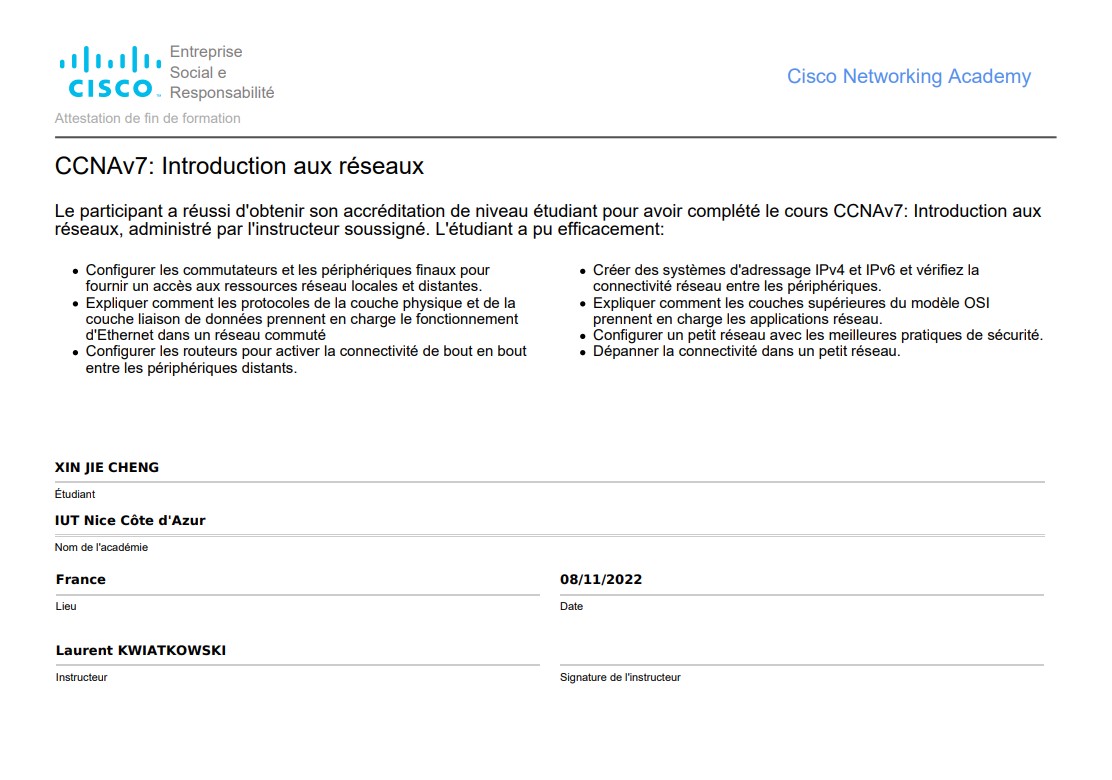 CISCO
Entreprise
Social e
Responsabilité
Cisco Networking Academy
Attestation de fin de formation
CCNAv7: Introduction aux réseaux
Le participant a réussi d'obtenir son accréditation de niveau étudiant pour avoir complété le cours CCNAv7: Introduction aux
réseaux, administré par l'instructeur soussigné. L'étudiant a pu efficacement:
• Configurer les commutateurs et les périphériques finaux pour
fournir un accès aux ressources réseau locales et distantes.
• Expliquer comment les protocoles de la couche physique et de la
couche liaison de données prennent en charge le fonctionnement
d'Ethernet dans un réseau commuté
• Configurer les routeurs pour activer la connectivité de bout en bout
entre les périphériques distants.
• Créer des systèmes d'adressage IPv4 et IPv6 et vérifiez la
connectivité réseau entre les périphériques.
• Expliquer comment les couches supérieures du modèle OSI
prennent en charge les applications réseau.
• Configurer un petit réseau avec les meilleures pratiques de sécurité.
• Dépanner la connectivité dans un petit réseau.
XIN JIE CHENG
Étudiant
IUT Nice Côte d'Azur
Nom de l'académie
France
Lieu
08/11/2022
Date
Laurent KWIATKOWSKI
Instructeur
Signature de l'instructeur